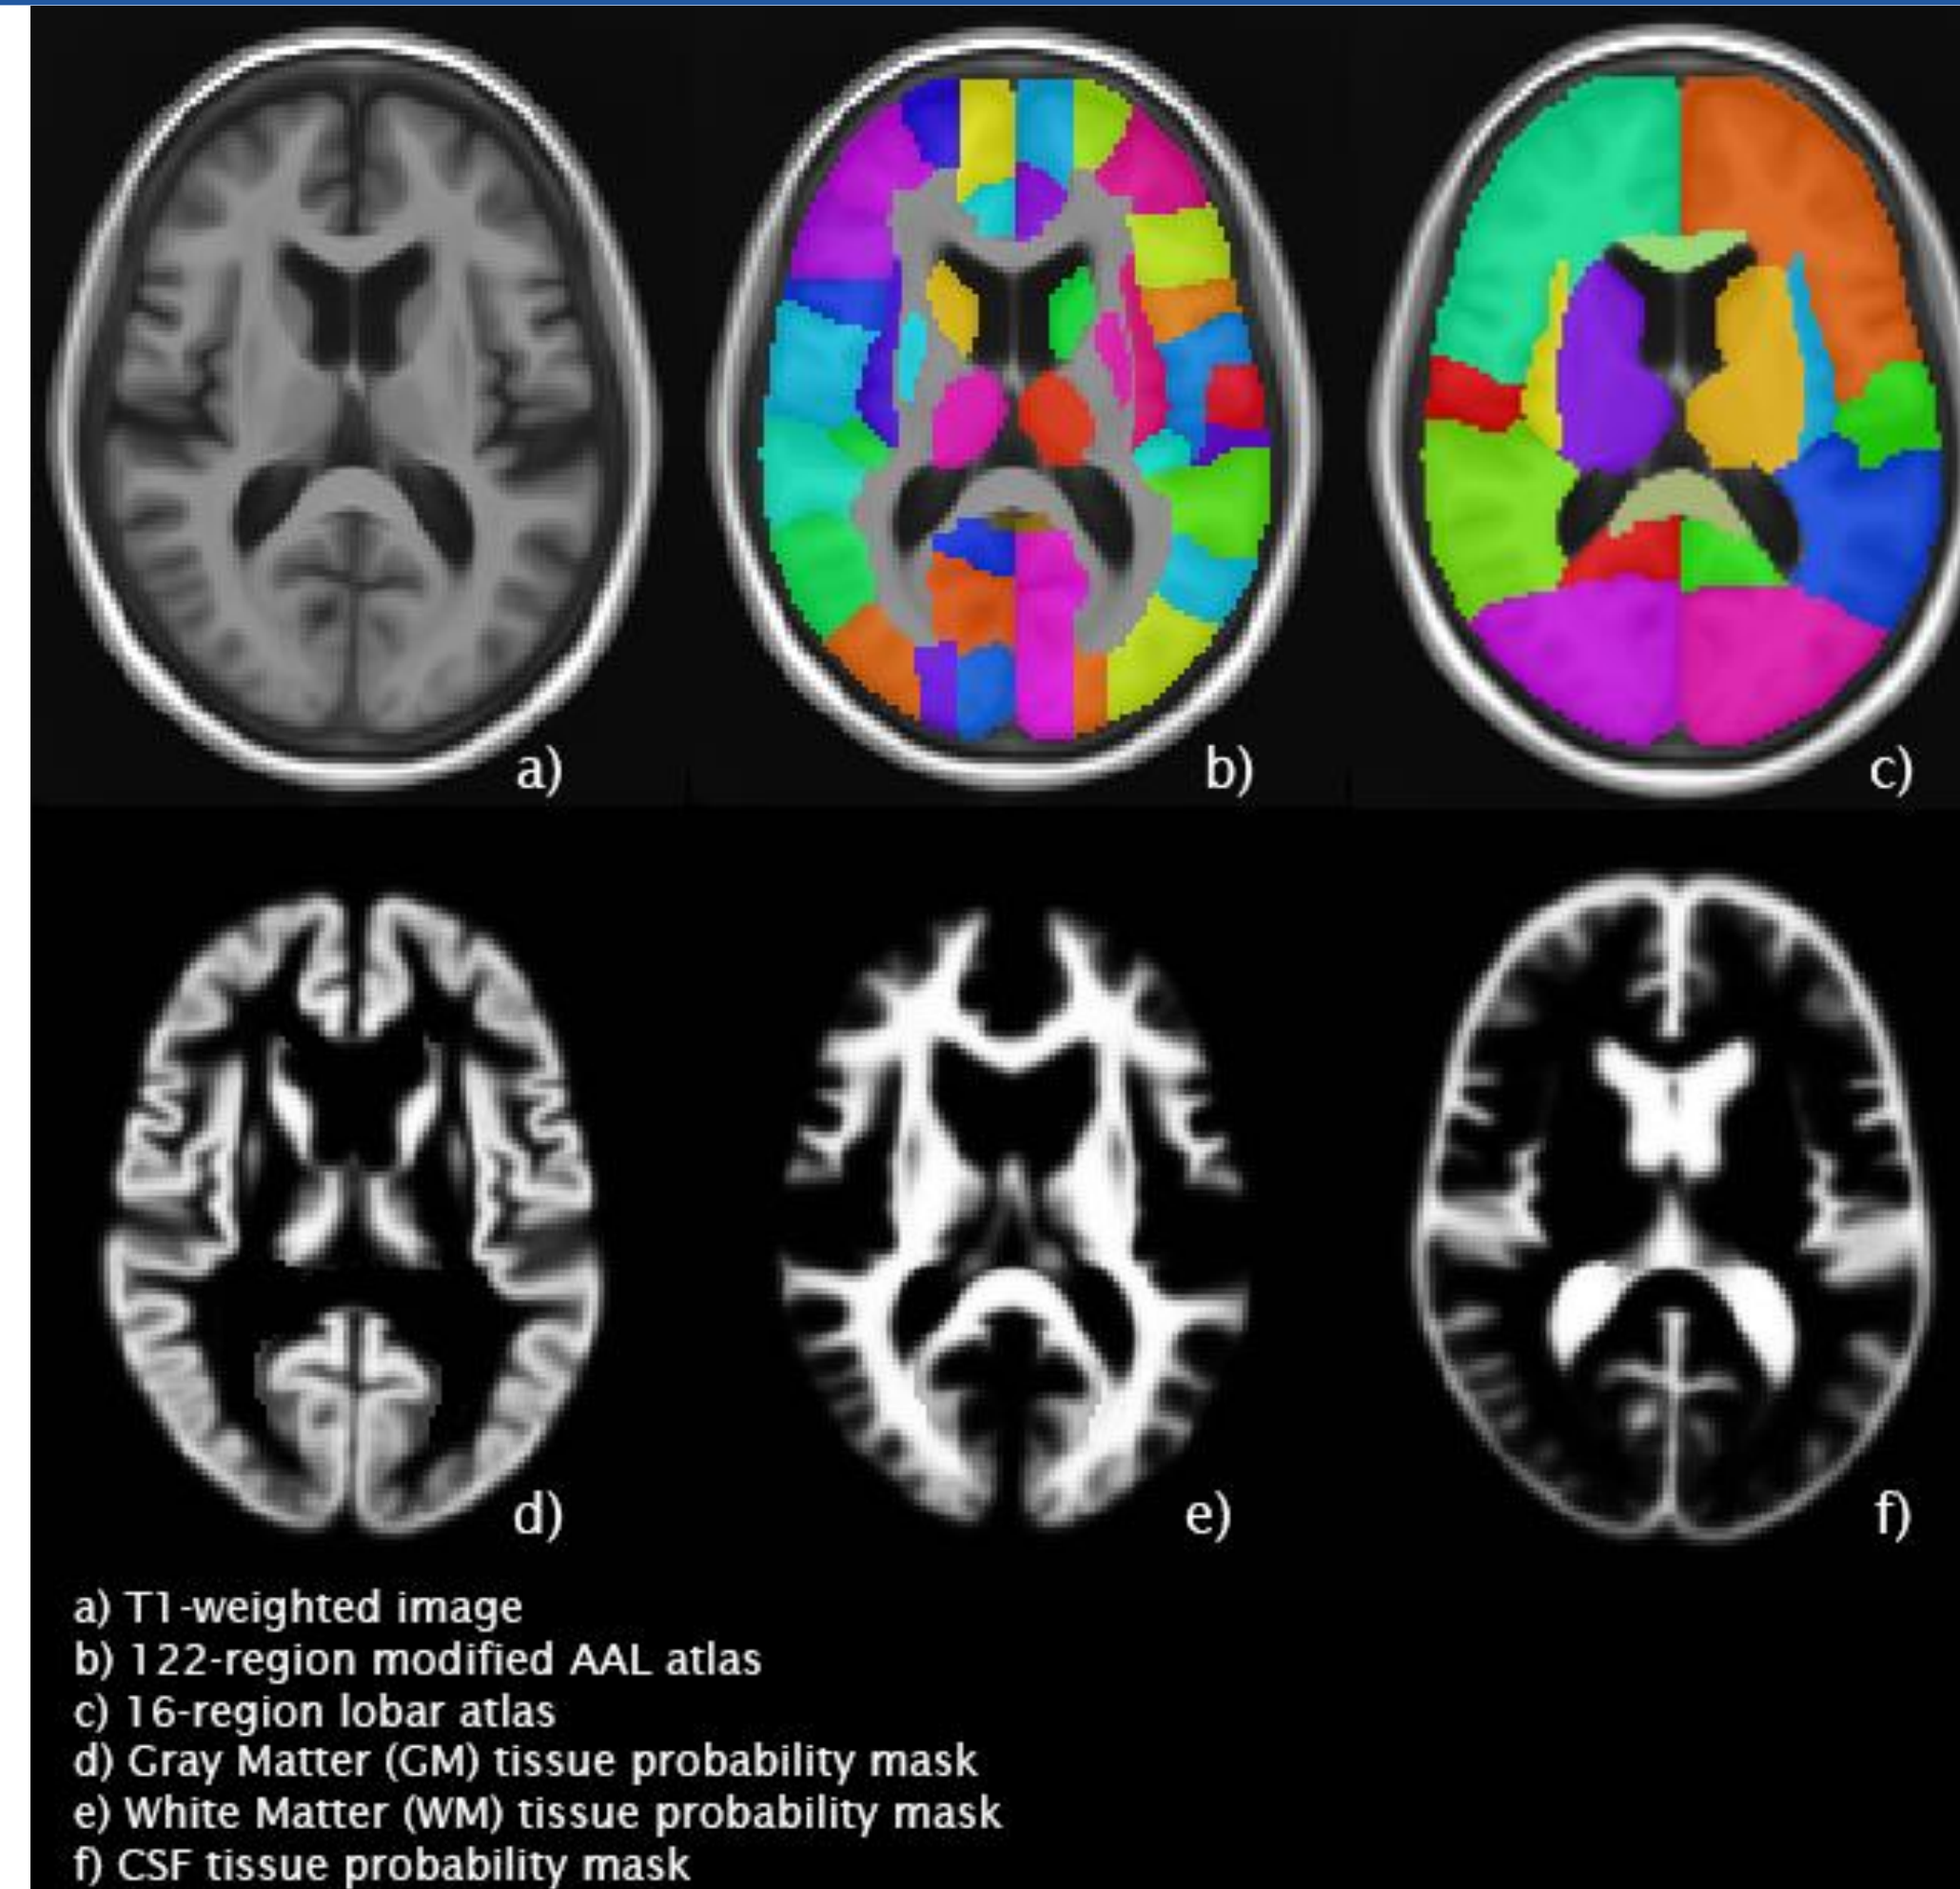 a)
b)
c)
d)
e)
f)
a) T1-weighted image
b) 122-region modified AAL atlas
c) 16-region lobar atlas
d) Gray Matter (GM) tissue probability mask
e) White Matter (WM) tissue probability mask
f) CSF tissue probability mask